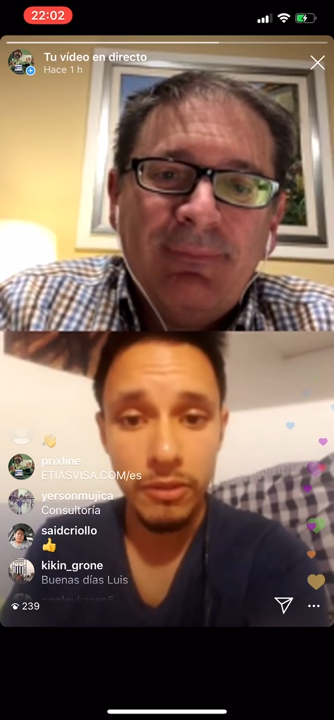 22:02
Tu vídeo en directo
Hace 1 h
👋
prixline
ETIASVISA.COM/es
yersonmujica
Consultoría
saidcriollo
👍
kikin_grone
Buenas días Luis
239